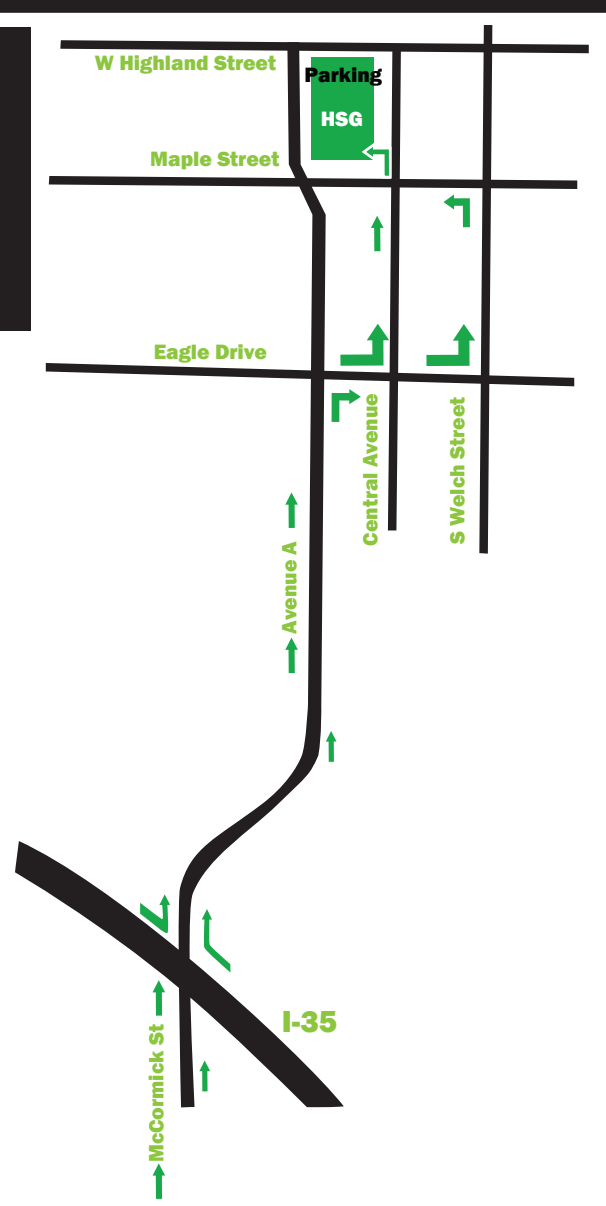 W Highland Street
Parking
HSG
Maple Street
Eagle Drive
Central Avenue
S Welch Street
Avenue A
I-35
McCormick St